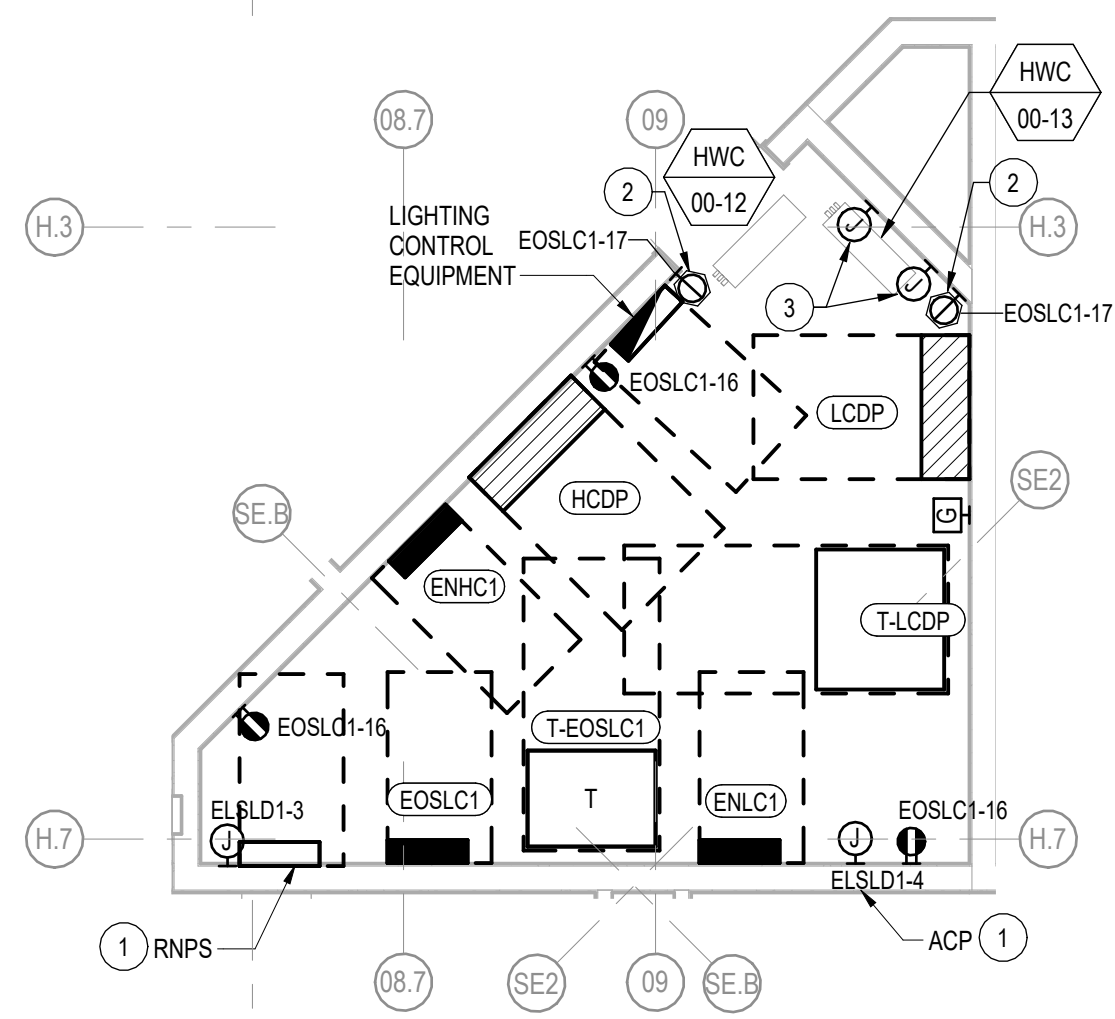 HWC
00-13
08.7
09
HWC
00-12
2
2
H.3
H.3
LIGHTING
CONTROL
EQUIPMENT
EOSLC1-17
J
J
3
EOSLC1-17
EOSLC1-16
LCDP
SE2
HCDP
SE.B
G
ENHC1
T-LCDP
EOSLC1-16
T-EOSLC1
EOSLC1
T
ENLC1
ELSLD1-3
EOSLC1-16
H.7
J
J
H.7
ELSLD1-4
1 RNPS
ACP 1
08.7
SE2
09
SE.B